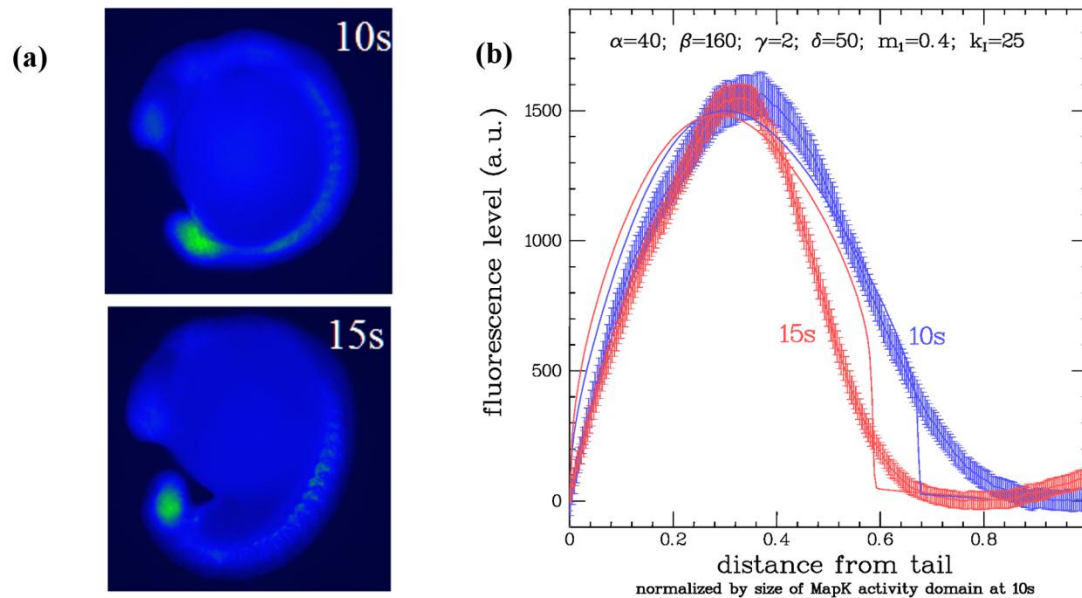 (a)
10s
15s
(b)
α=40; β=160; γ=2; δ=50; m₁=0.4; k_I=25
fluorescence level (a.u.)
1500
1000
500
0
15s
10s
0
0.2
0.4
0.6
0.8
distance from tail
normalized by size of MapK activity domain at 10s